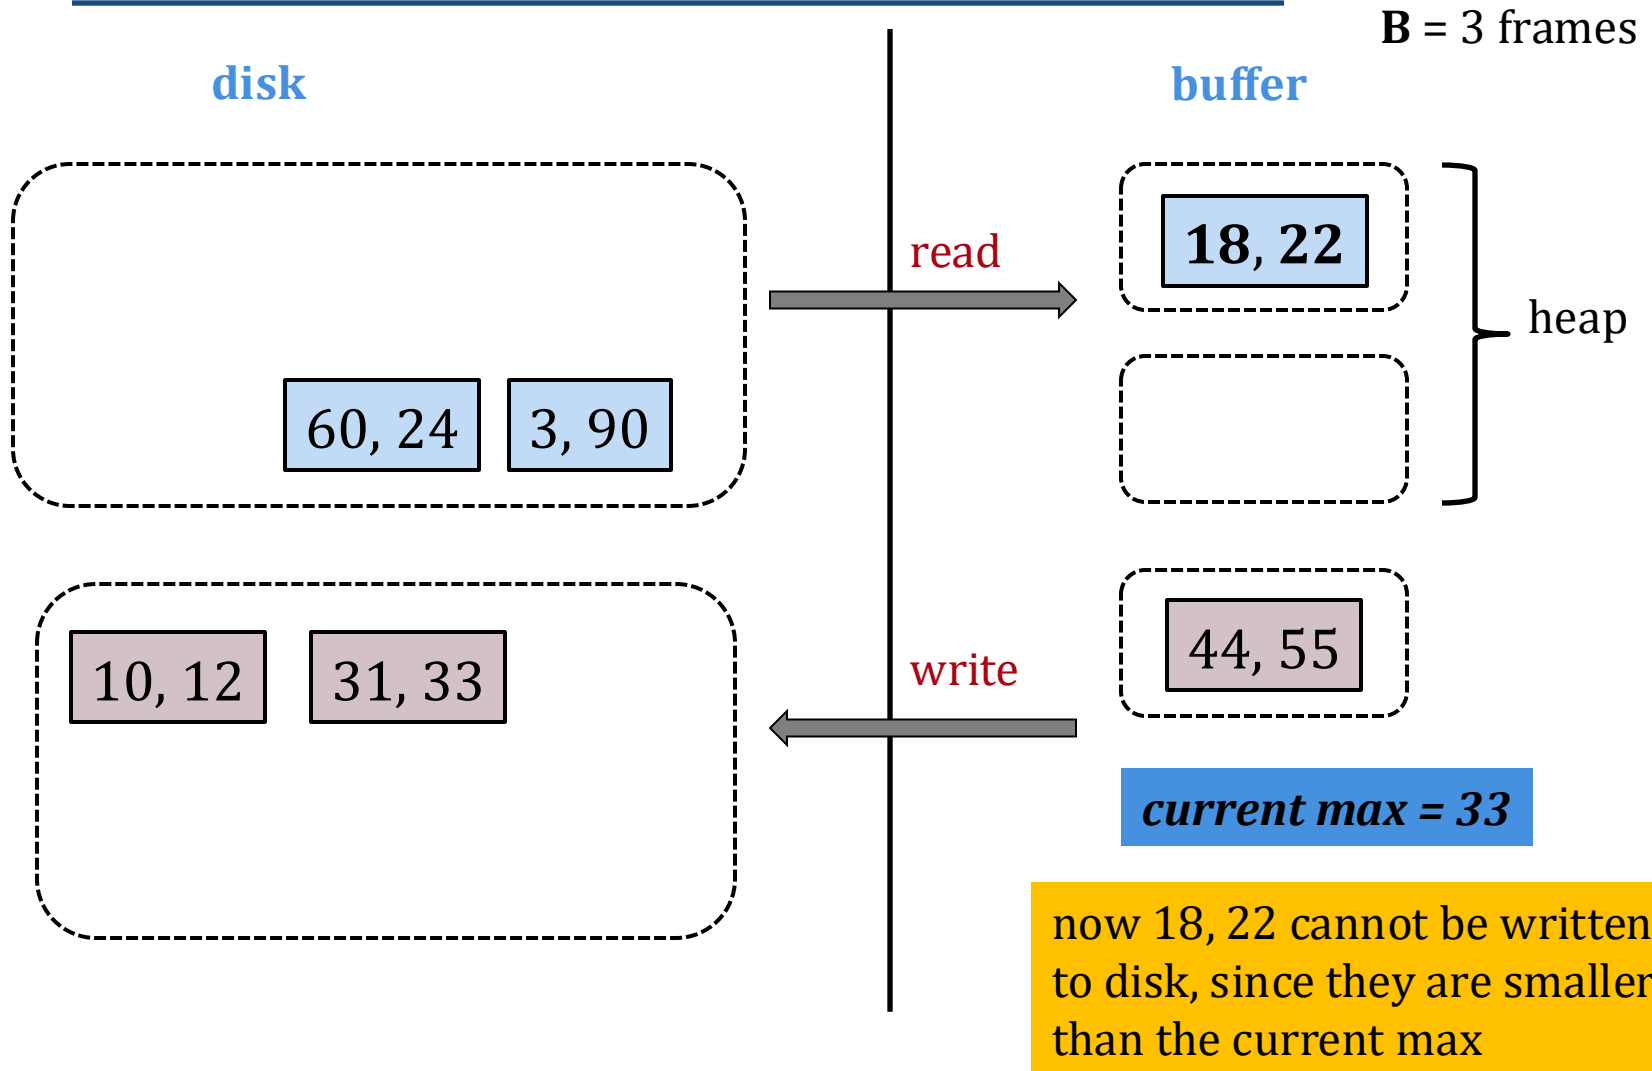 B = 3 frames
disk
buffer
18, 22
read
heap
60, 24
3, 90
10, 12
31, 33
44, 55
write
current max = 33
now 18, 22 cannot be written
to disk, since they are smaller
than the current max